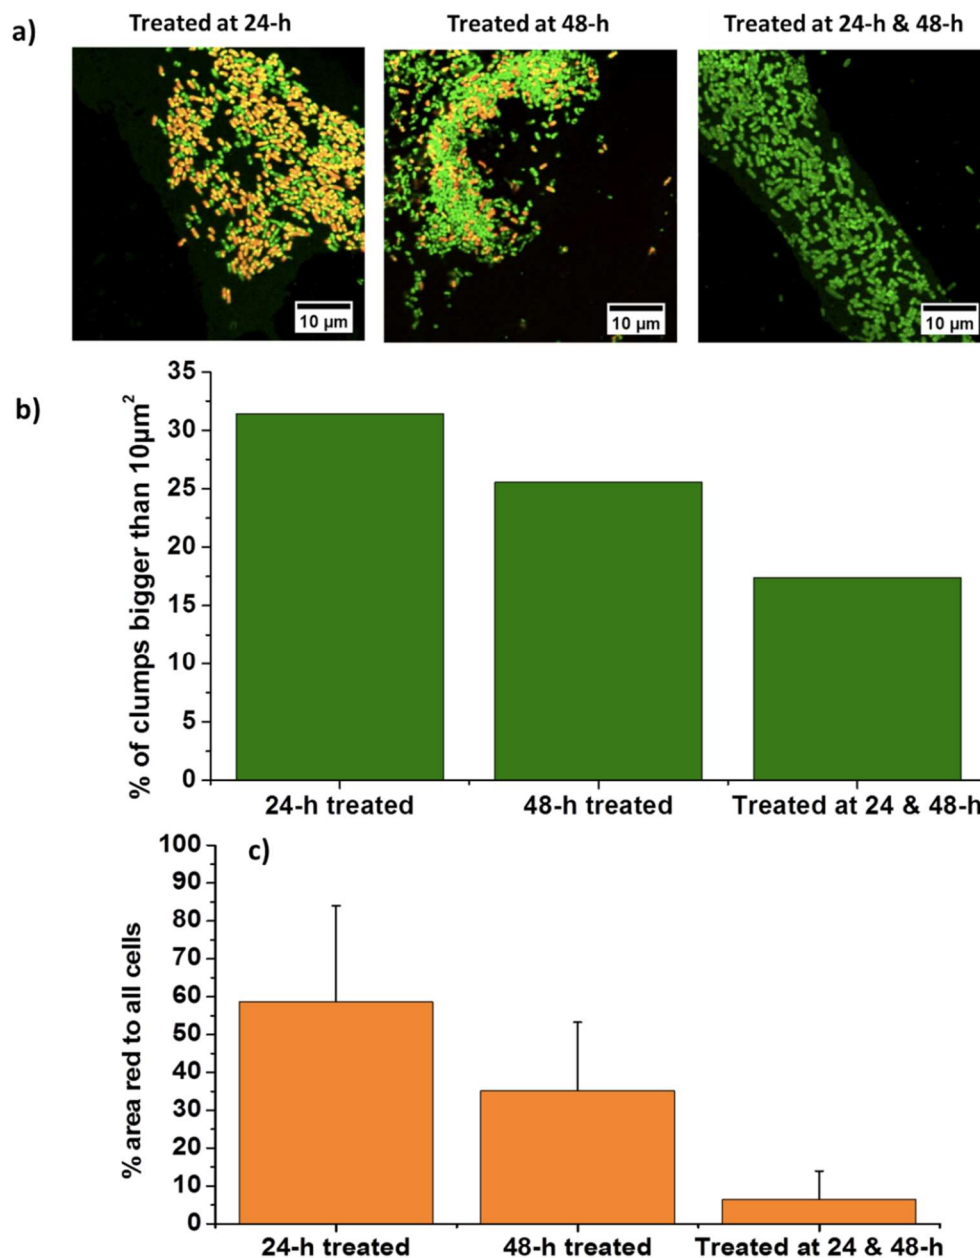 a)
Treated at 24-h
Treated at 48-h
Treated at 24-h & 48-h
10 µm
10 µm
10 µm
b)
% of clumps bigger than 10µm²
35
30
25
20
15
10
5
0
24-h treated
48-h treated
Treated at 24 & 48-h
c)
% area red to all cells
100
90
80
70
60
50
40
30
20
10
0
24-h treated
48-h treated
Treated at 24 & 48-h